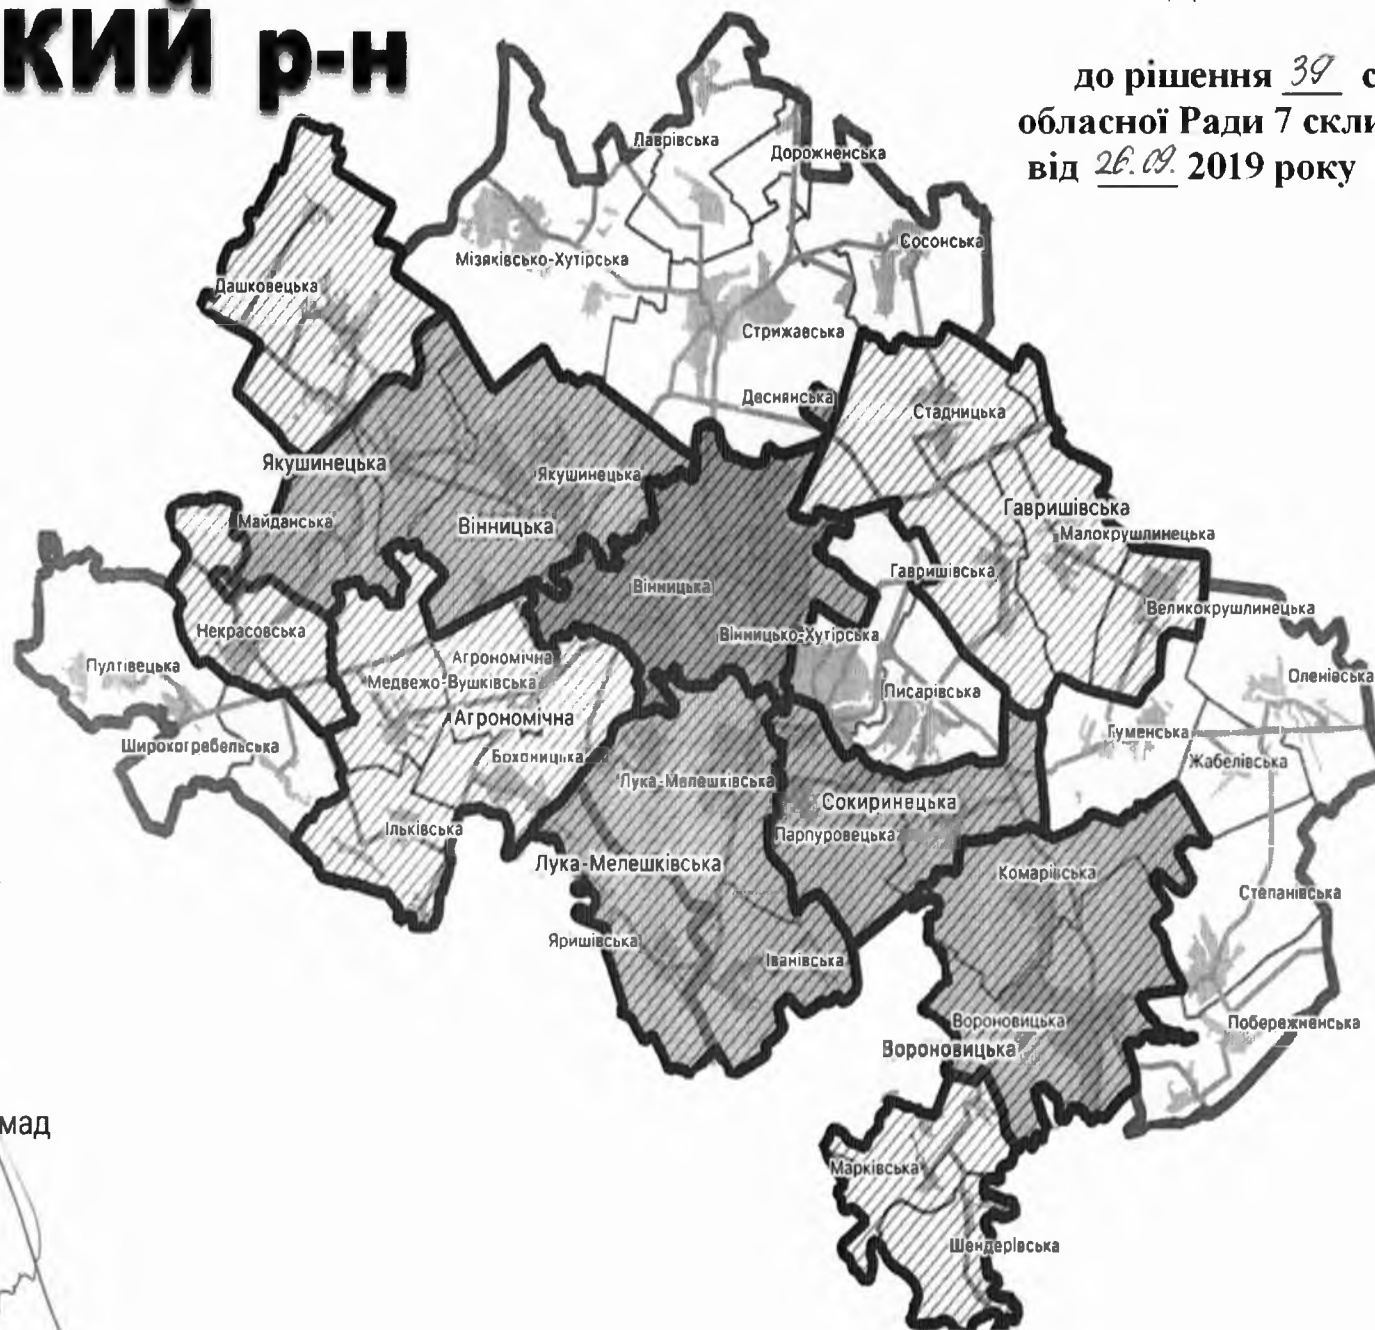 КИЙ р-н
до рішення 39 с
обласної Ради 7 скли
від 26.09. 2019 року
Лаврівська
Дорожненська
Сосонська
Мізяківсько-Хутірська
Дашковецька
Стрижавська
Деснянська
Стадницька
Якушинецька
Якушинецька
Гавришівська
Майданська
Вінницька
Малокрушлинецька
Гавришівська
Вінницька
Великокрушлинецька
Некрасовська
Вінницько-Хутірська
Пултівецька
Агрономічна
Медвежо-Вушківська
Оленівська
Писарівська
Агрономічна
Широкогребельська
Гуменська
Бохоницька
Жабелівська
Лука-Мелешківська
Сокиринецька
Ільківська
Парпуровецька
Лука-Мелешківська
Комарівська
Степанівська
Яришівська
Іванівська
Вороновицька
Побережненська
Вороновицька
мад
Марківська
Шендерівська